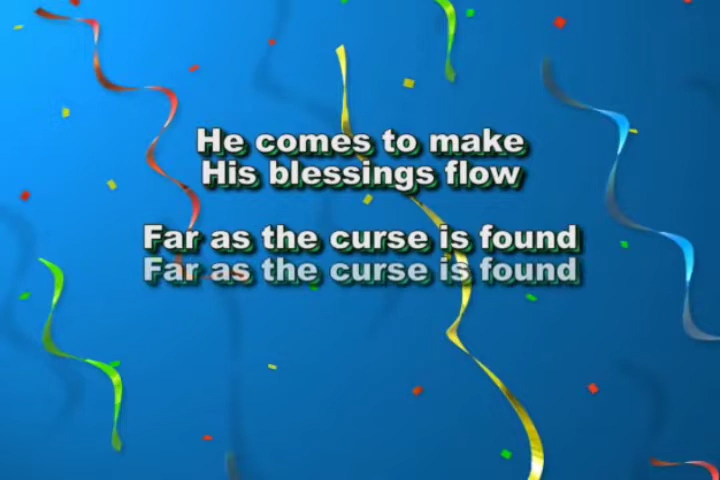 He comes to make
His blessings flow
Far as the curse is found
Far as the curse is found